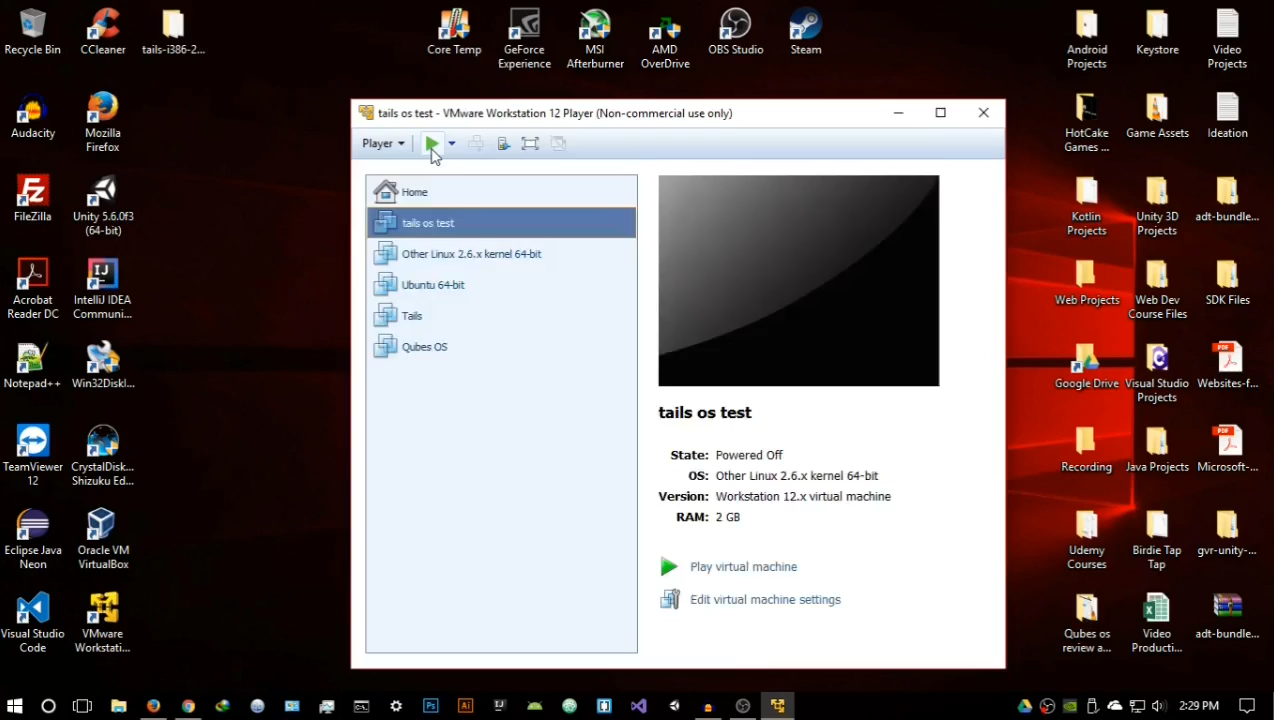 Recycle Bin
CCleaner
tails-i386-2...
Core Temp
GeForce
Experience
MSI
Afterburner
AMD
OverDrive
OBS Studio
Steam
Android
Projects
Keystore
Video
Projects
Audacity
Mozilla
Firefox
HotCake
Games ...
Game Assets
Ideation
FileZilla
Unity 5.6.0f3
(64-bit)
Kotlin
Projects
Unity 3D
Projects
adt-bundle...
Acrobat
Reader DC
IntelliJ IDEA
Communi...
Web Projects
Web Dev
Course Files
SDK Files
Notepad++
Win32Diskl...
Google Drive
Visual Studio
Projects
Websites-f...
TeamViewer
12
CrystalDisk...
Shizuku Ed...
Recording
Java Projects
Microsoft-...
Eclipse Java
Neon
Oracle VM
VirtualBox
Udemy
Courses
Birdie Tap
Tap
gvr-unity-...
Visual Studio
Code
VMware
Workstati...
Qubes os
review a...
Video
Producti...
adt-bundle...
tails os test - VMware Workstation 12 Player (Non-commercial use only)
Player
Home
tails os test
Other Linux 2.6.x kernel 64-bit
Ubuntu 64-bit
Tails
Qubes OS
tails os test
State: Powered Off
OS: Other Linux 2.6.x kernel 64-bit
Version: Workstation 12.x virtual machine
RAM: 2 GB
Play virtual machine
Edit virtual machine settings
Ps
Ai
IJ
2:29 PM